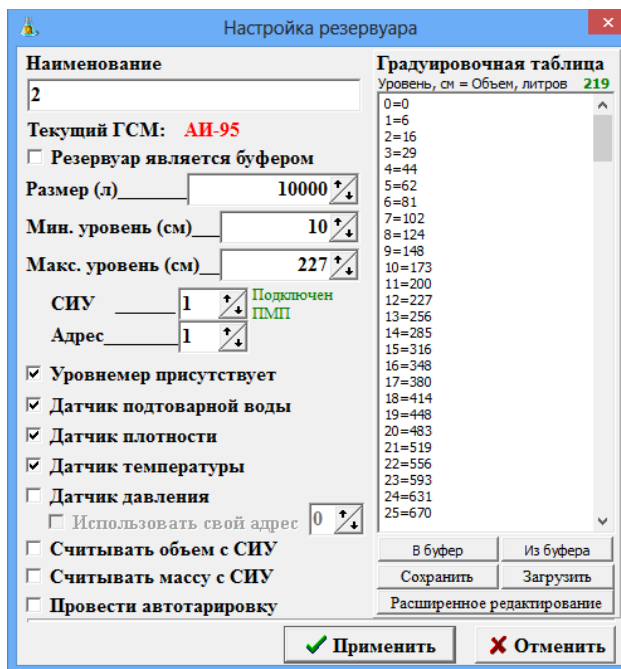 Настройка резервуара
Наименование
2
Текущий ГСМ: АИ-95
Резервуар является буфером
Размер (л)______ 10000
Мин. уровень (см)__ 10
Макс. уровень (см)_ 227
СИУ _____ 1 Подключен ПМП
Адрес______ 1
Уровнемер присутствует
Датчик подтоварной воды
Датчик плотности
Датчик температуры
Датчик давления
Использовать свой адрес 0
Считывать объем с СИУ
Считывать массу с СИУ
Провести автотарировку
Градуировочная таблица
Уровень, см = Объем, литров 219
0=0
1=6
2=16
3=29
4=44
5=62
6=81
7=102
8=124
9=148
10=173
11=200
12=227
13=256
14=285
15=316
16=348
17=380
18=414
19=448
20=483
21=519
22=556
23=593
24=631
25=670
В буфер Из буфера
Сохранить Загрузить
Расширенное редактирование
Применить Отменить